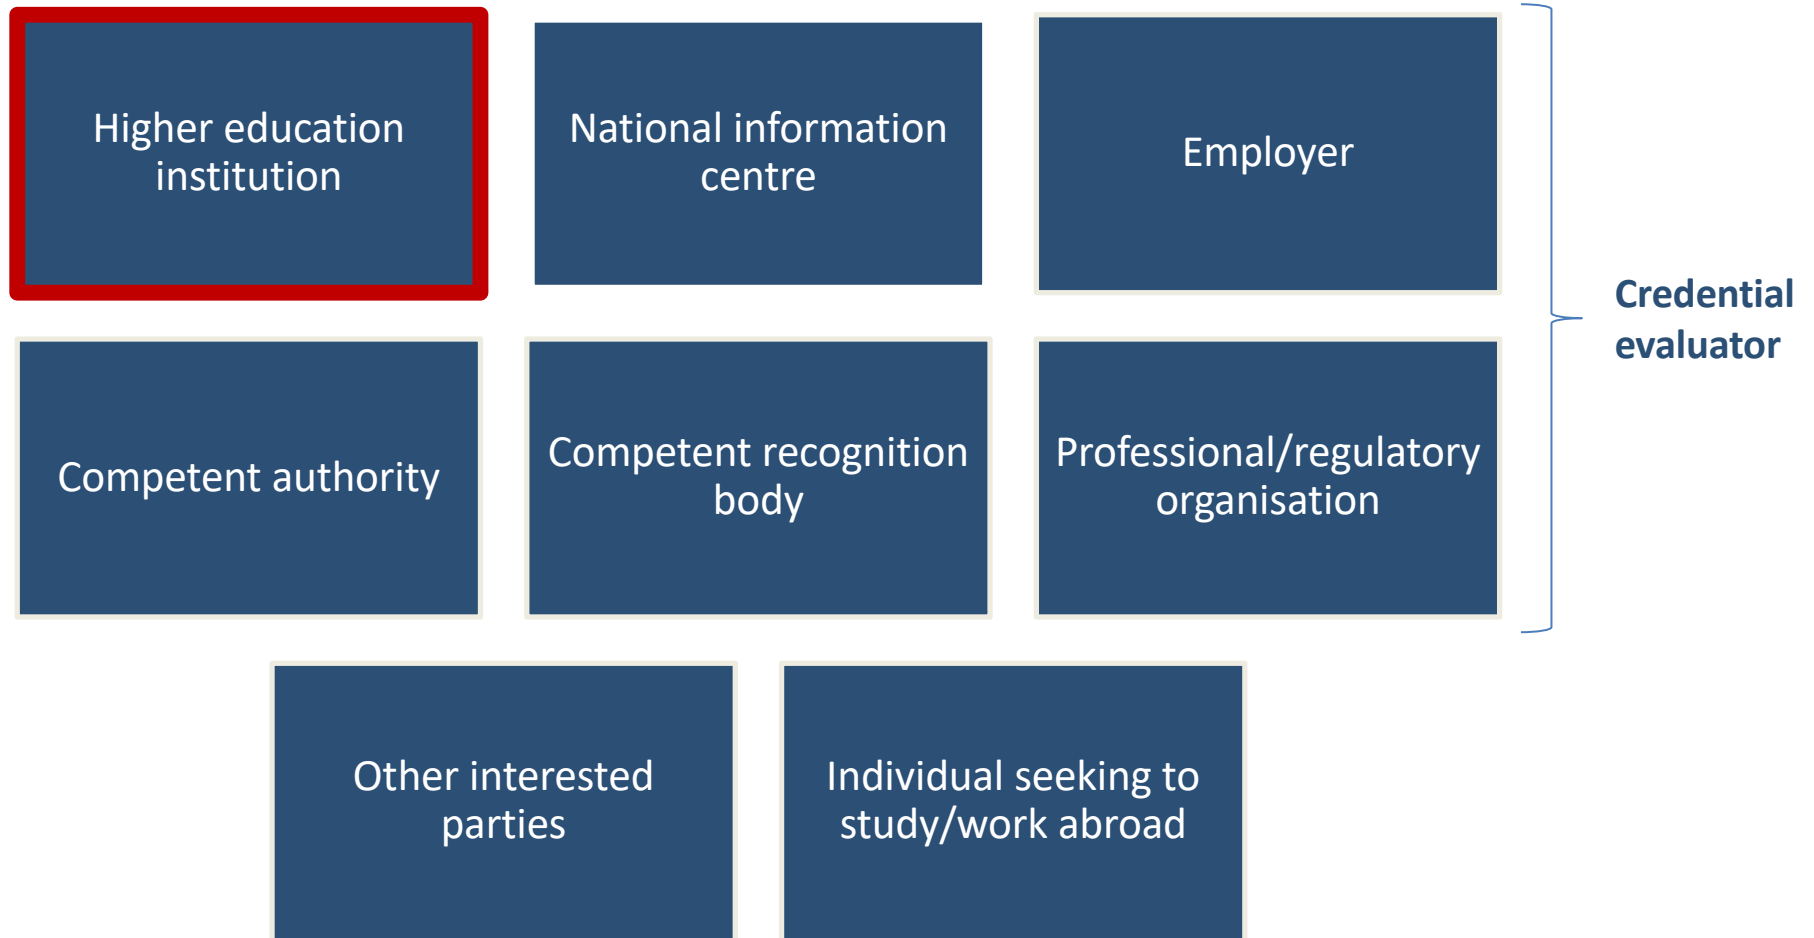 Higher education
institution
National information
centre
Employer
Credential
evaluator
Competent authority
Competent recognition
body
Professional/regulatory
organisation
Other interested
parties
Individual seeking to
study/work abroad